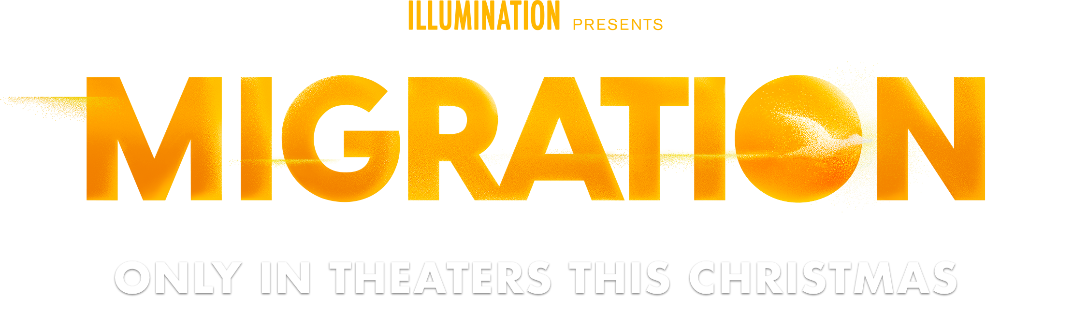 ILLUMINATION PRESENTS
MIGRATION
ONLY IN THEATERS THIS CHRISTMAS